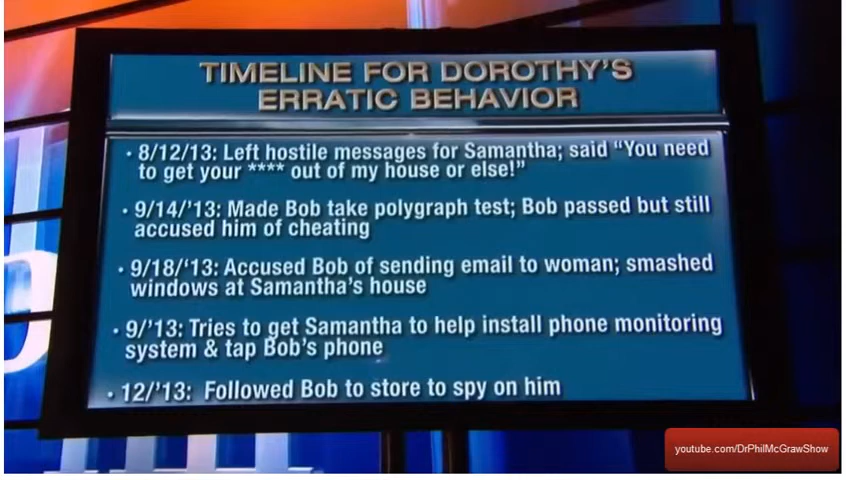 TIMELINE FOR DOROTHY'S
ERRATIC BEHAVIOR
• 8/12/13: Left hostile messages for Samantha; said “You need
to get your **** out of my house or else!”
• 9/14/'13: Made Bob take polygraph test; Bob passed but still
accused him of cheating
• 9/18/‘13: Accused Bob of sending email to woman; smashed
windows at Samantha's house
• 9/'13: Tries to get Samantha to help install phone monitoring
system & tap Bob's phone
• 12/'13: Followed Bob to store to spy on him
youtube.com/DrPhilMcGrawShow